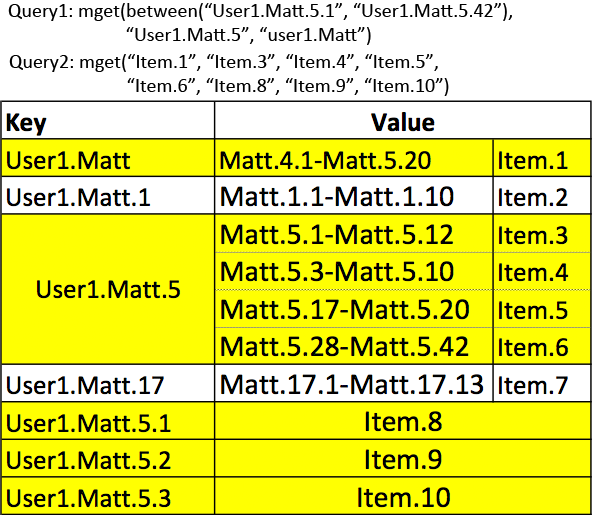 Query1: mget(between(“User1.Matt.5.1”, “User1.Matt.5.42”),
“User1.Matt.5”, “user1.Matt”)
Query2: mget(“Item.1”, “Item.3”, “Item.4”, “Item.5”,
“Item.6”, “Item.8”, “Item.9”, “Item.10”)
Key Value
User1.Matt Matt.4.1-Matt.5.20 Item.1
User1.Matt.1 Matt.1.1-Matt.1.10 Item.2
User1.Matt.5 Matt.5.1-Matt.5.12 Item.3
Matt.5.3-Matt.5.10 Item.4
Matt.5.17-Matt.5.20 Item.5
Matt.5.28-Matt.5.42 Item.6
User1.Matt.17 Matt.17.1-Matt.17.13 Item.7
User1.Matt.5.1 Item.8
User1.Matt.5.2 Item.9
User1.Matt.5.3 Item.10